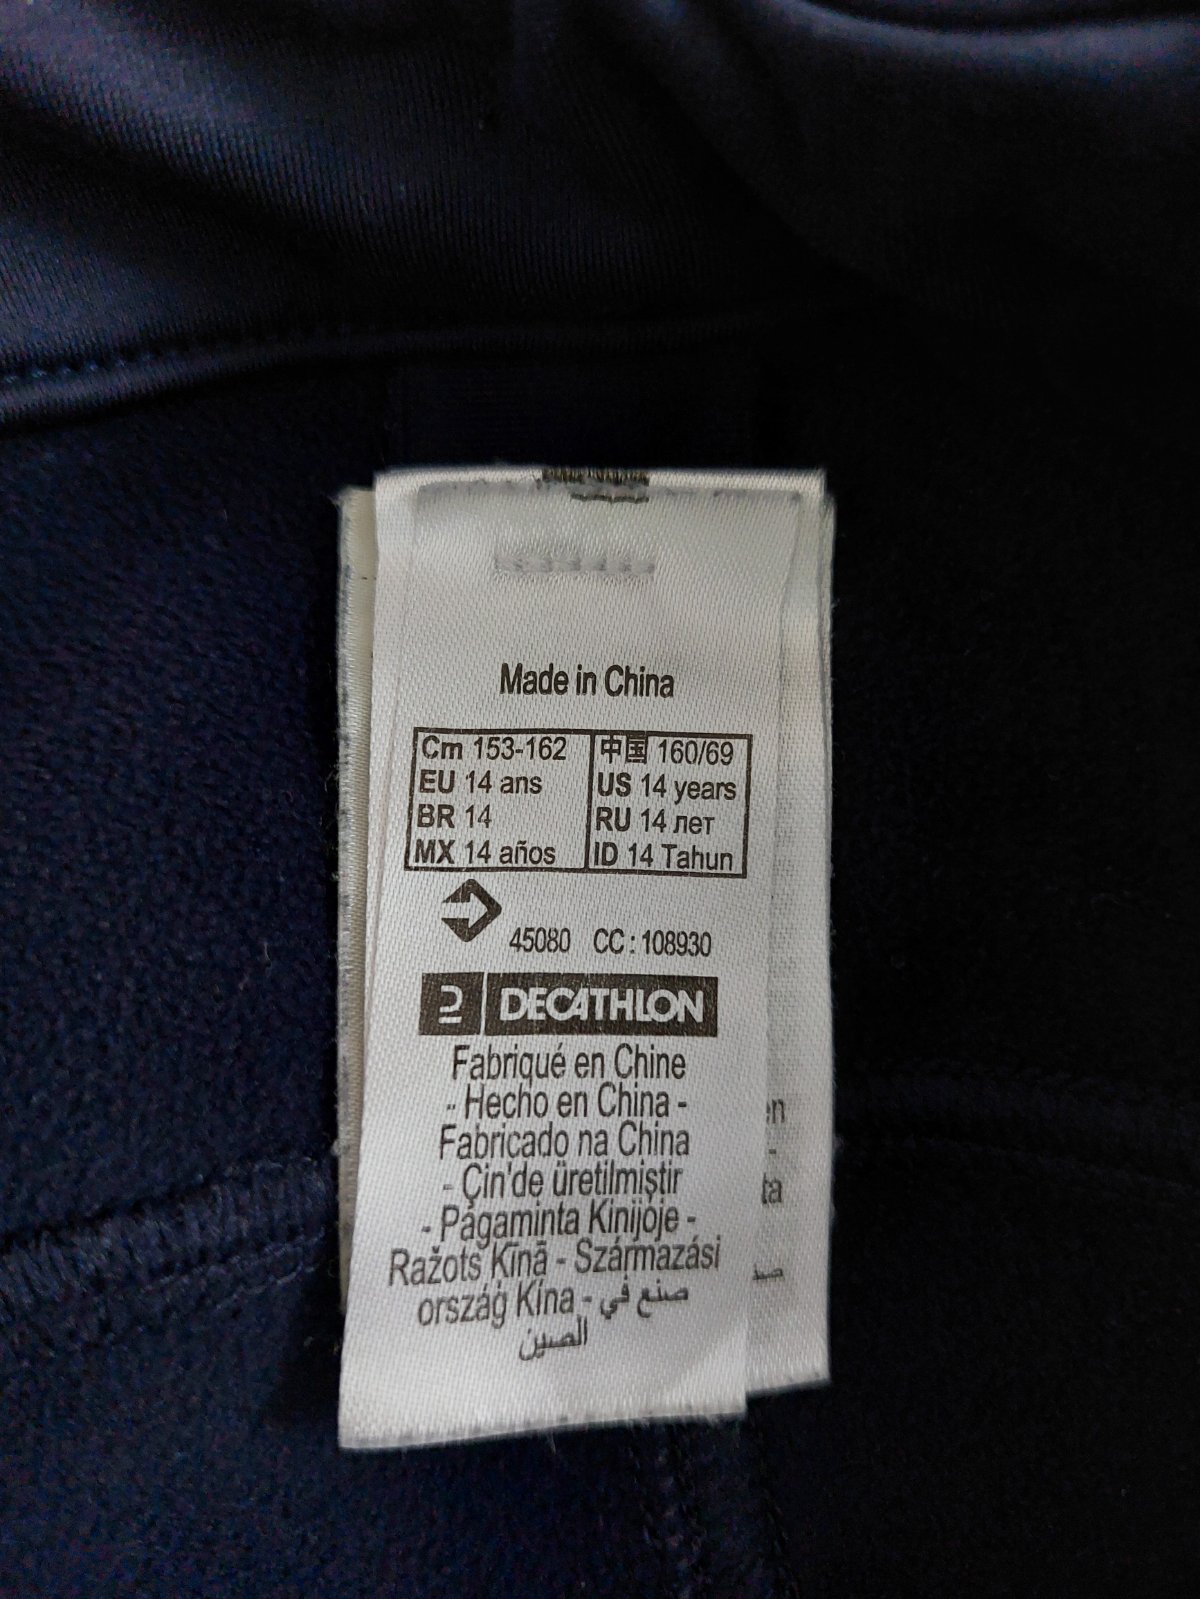 Made in China
Cm 153-162 中国 160/69
EU 14 ans US 14 years
BR 14 RU 14 лет
MX 14 años ID 14 Tahun
45080 CC : 108930
DECATHLON
Fabriqué en Chine
- Hecho en China -
Fabricado na China
- Çin'de üretilmiştir
- Pagaminta Kinijoje -
Ražots Ķīnā - Származási
ország Kína - صنع في
الصين